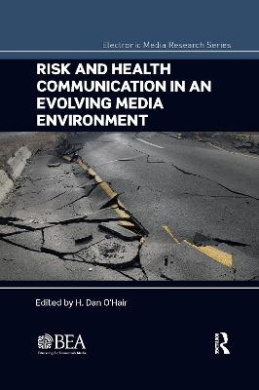 Electronic Media Research Series
RISK AND HEALTH
COMMUNICATION IN AN
EVOLVING MEDIA
ENVIRONMENT
Edited by H. Dan O'Hair
BEA
R